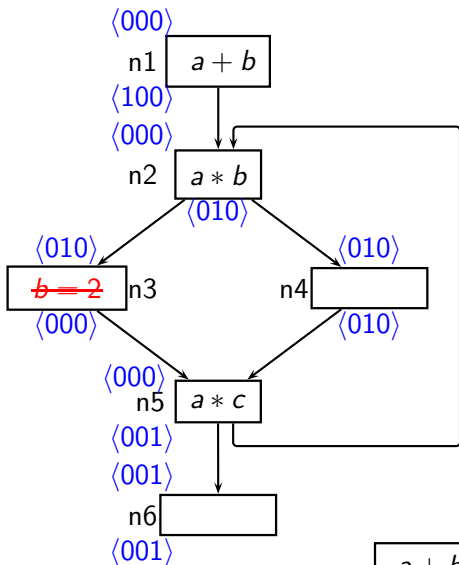 ⟨000⟩
n1 a + b
⟨100⟩
⟨000⟩
n2 a ∗ b
⟨010⟩
⟨010⟩ ⟨010⟩
b = 2 n3 n4
⟨000⟩ ⟨010⟩
⟨000⟩
n5 a ∗ c
⟨001⟩
⟨001⟩
n6
⟨001⟩
a + b